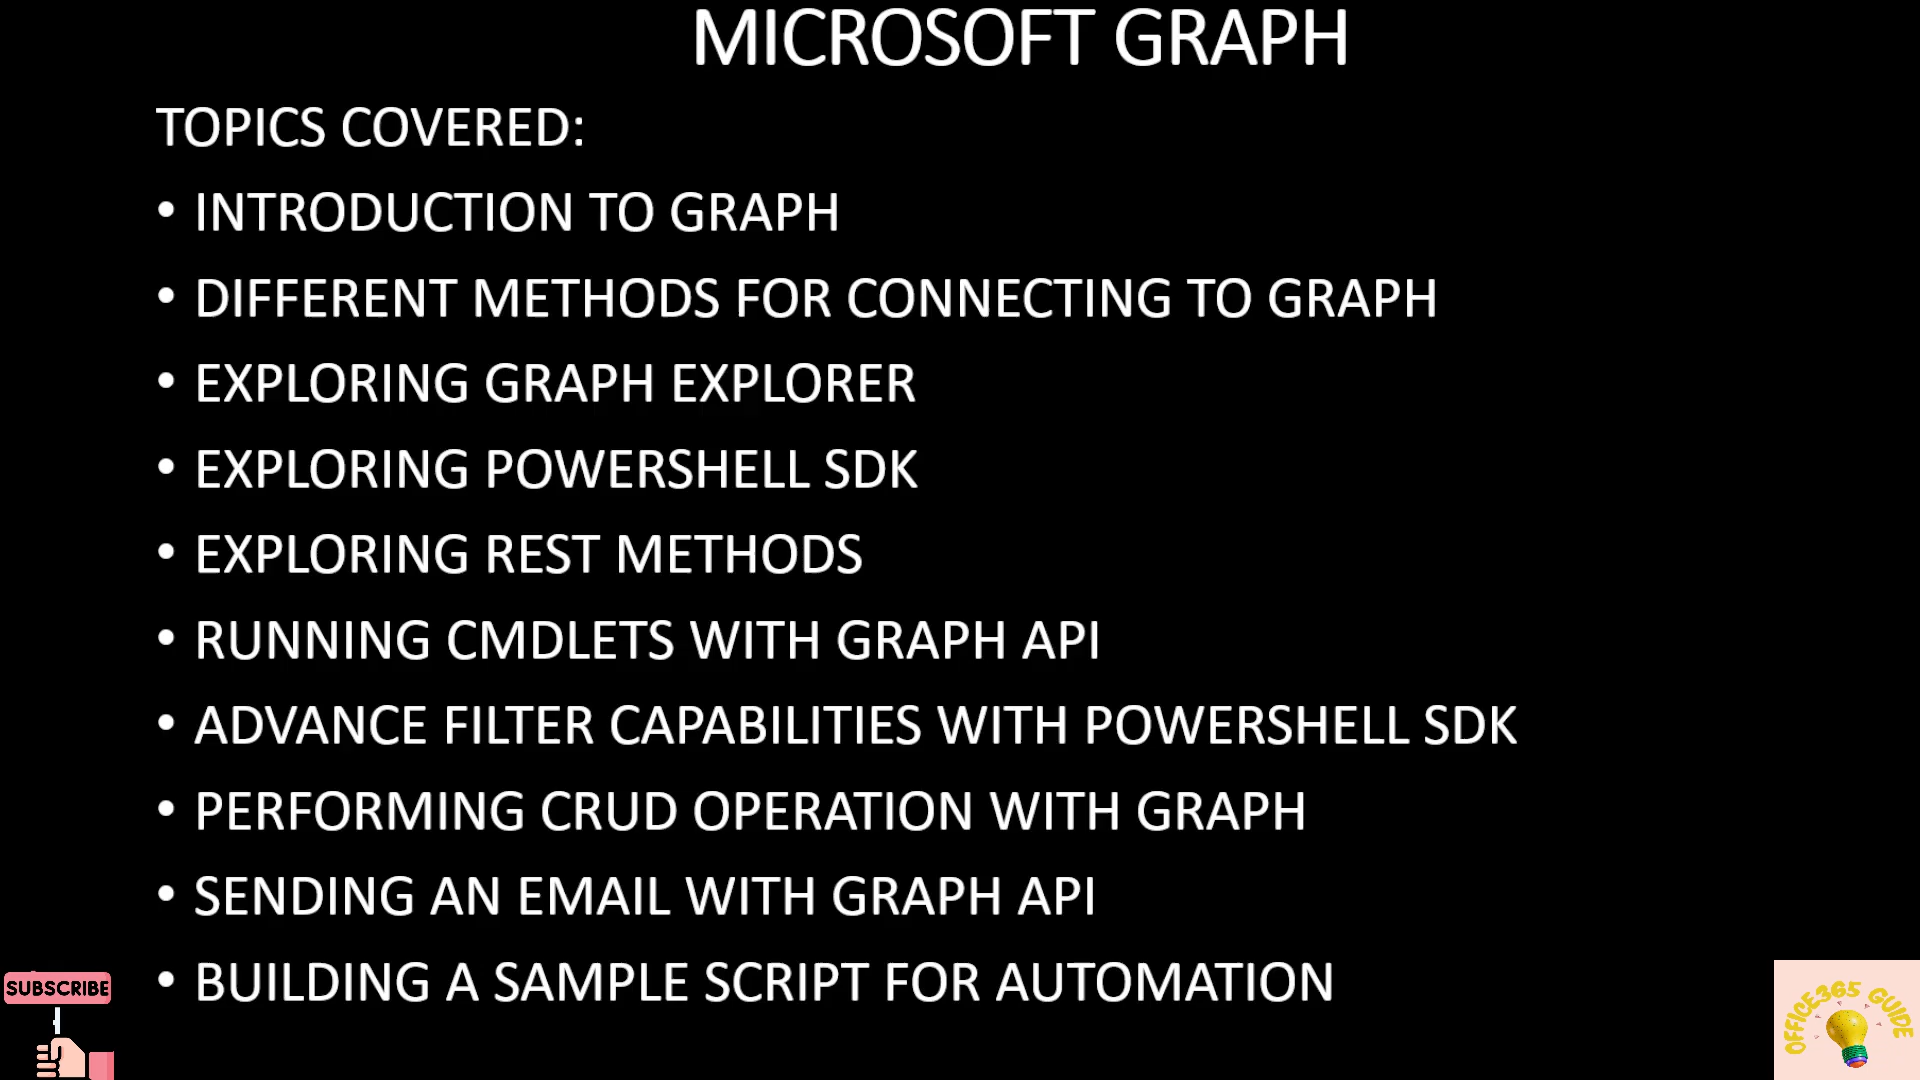 MICROSOFT GRAPH
TOPICS COVERED:
• INTRODUCTION TO GRAPH
• DIFFERENT METHODS FOR CONNECTING TO GRAPH
• EXPLORING GRAPH EXPLORER
• EXPLORING POWERSHELL SDK
• EXPLORING REST METHODS
• RUNNING CMDLETS WITH GRAPH API
• ADVANCE FILTER CAPABILITIES WITH POWERSHELL SDK
• PERFORMING CRUD OPERATION WITH GRAPH
• SENDING AN EMAIL WITH GRAPH API
• BUILDING A SAMPLE SCRIPT FOR AUTOMATION
SUBSCRIBE
OFFICE365 GUIDE